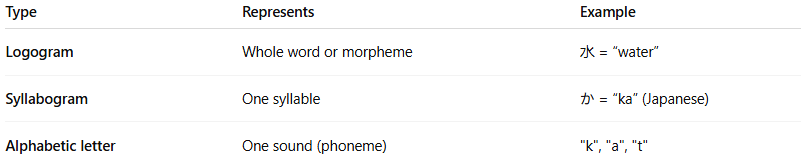 Type Represents Example
Logogram Whole word or morpheme 水 = “water”
Syllabogram One syllable か = “ka” (Japanese)
Alphabetic letter One sound (phoneme) "k", "a", "t"